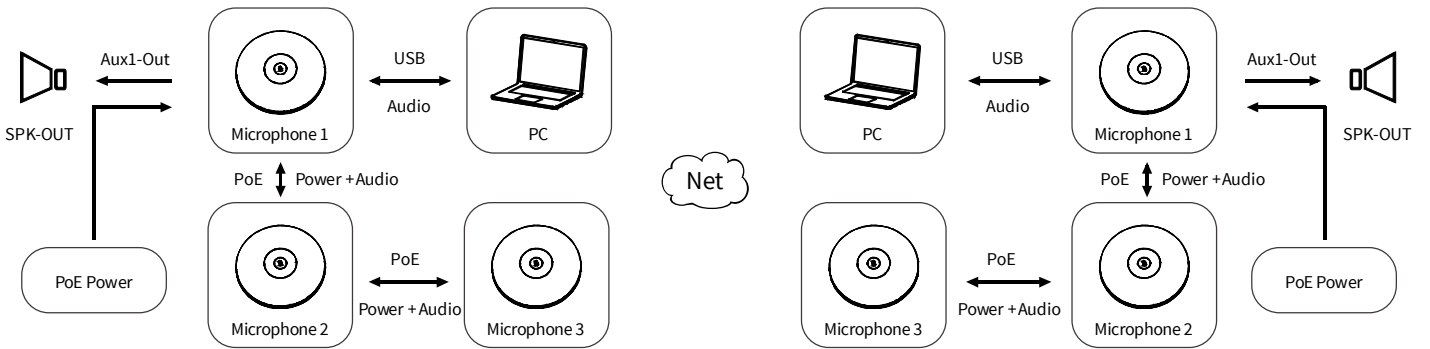 Aux1-Out
USB
USB
Aux1-Out
SPK-OUT
Microphone 1
Audio
PC
PC
Audio
Microphone 1
SPK-OUT
PoE
Power +Audio
Net
PoE
Power +Audio
PoE Power
PoE
PoE
PoE Power
Microphone 2
Power +Audio
Microphone 3
Microphone 3
Power +Audio
Microphone 2